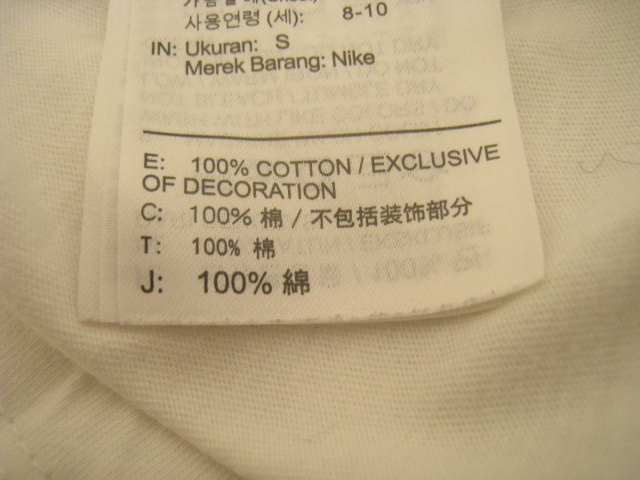 사용연령 (세): 8-10
IN: Ukuran: S
Merek Barang: Nike
E: 100% COTTON / EXCLUSIVE
OF DECORATION
C: 100% 棉 / 不包括装饰部分
T: 100% 棉
J: 100% 綿